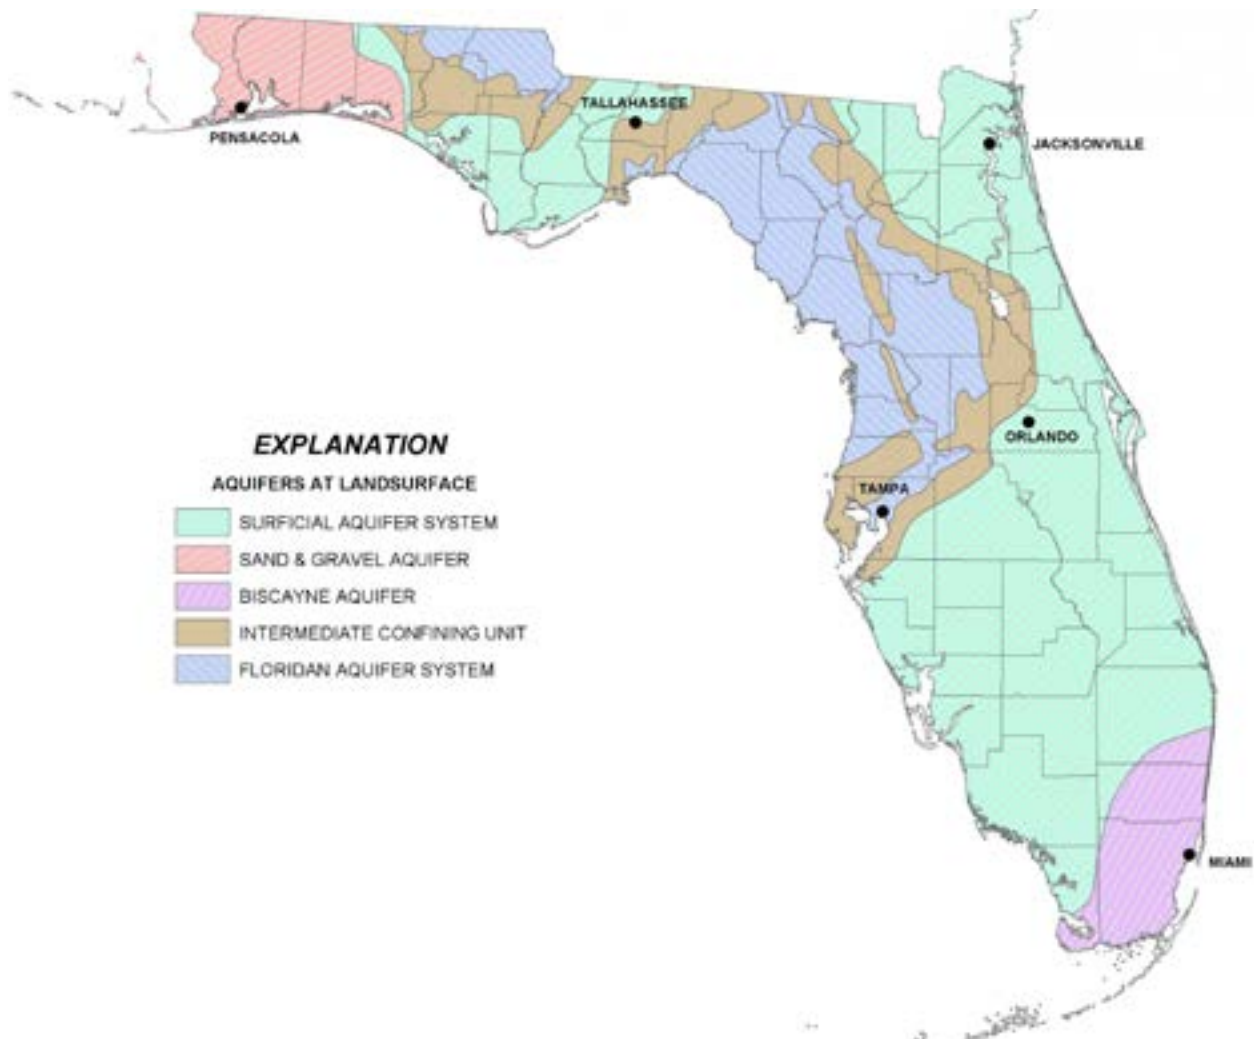 TALLAHASSEE
PENSACOLA
JACKSONVILLE
EXPLANATION
AQUIFERS AT LANDSURFACE
SURFICIAL AQUIFER SYSTEM
SAND & GRAVEL AQUIFER
BISCAYNE AQUIFER
INTERMEDIATE CONFINING UNIT
FLORIDAN AQUIFER SYSTEM
ORLANDO
TAMPA
MIAMI